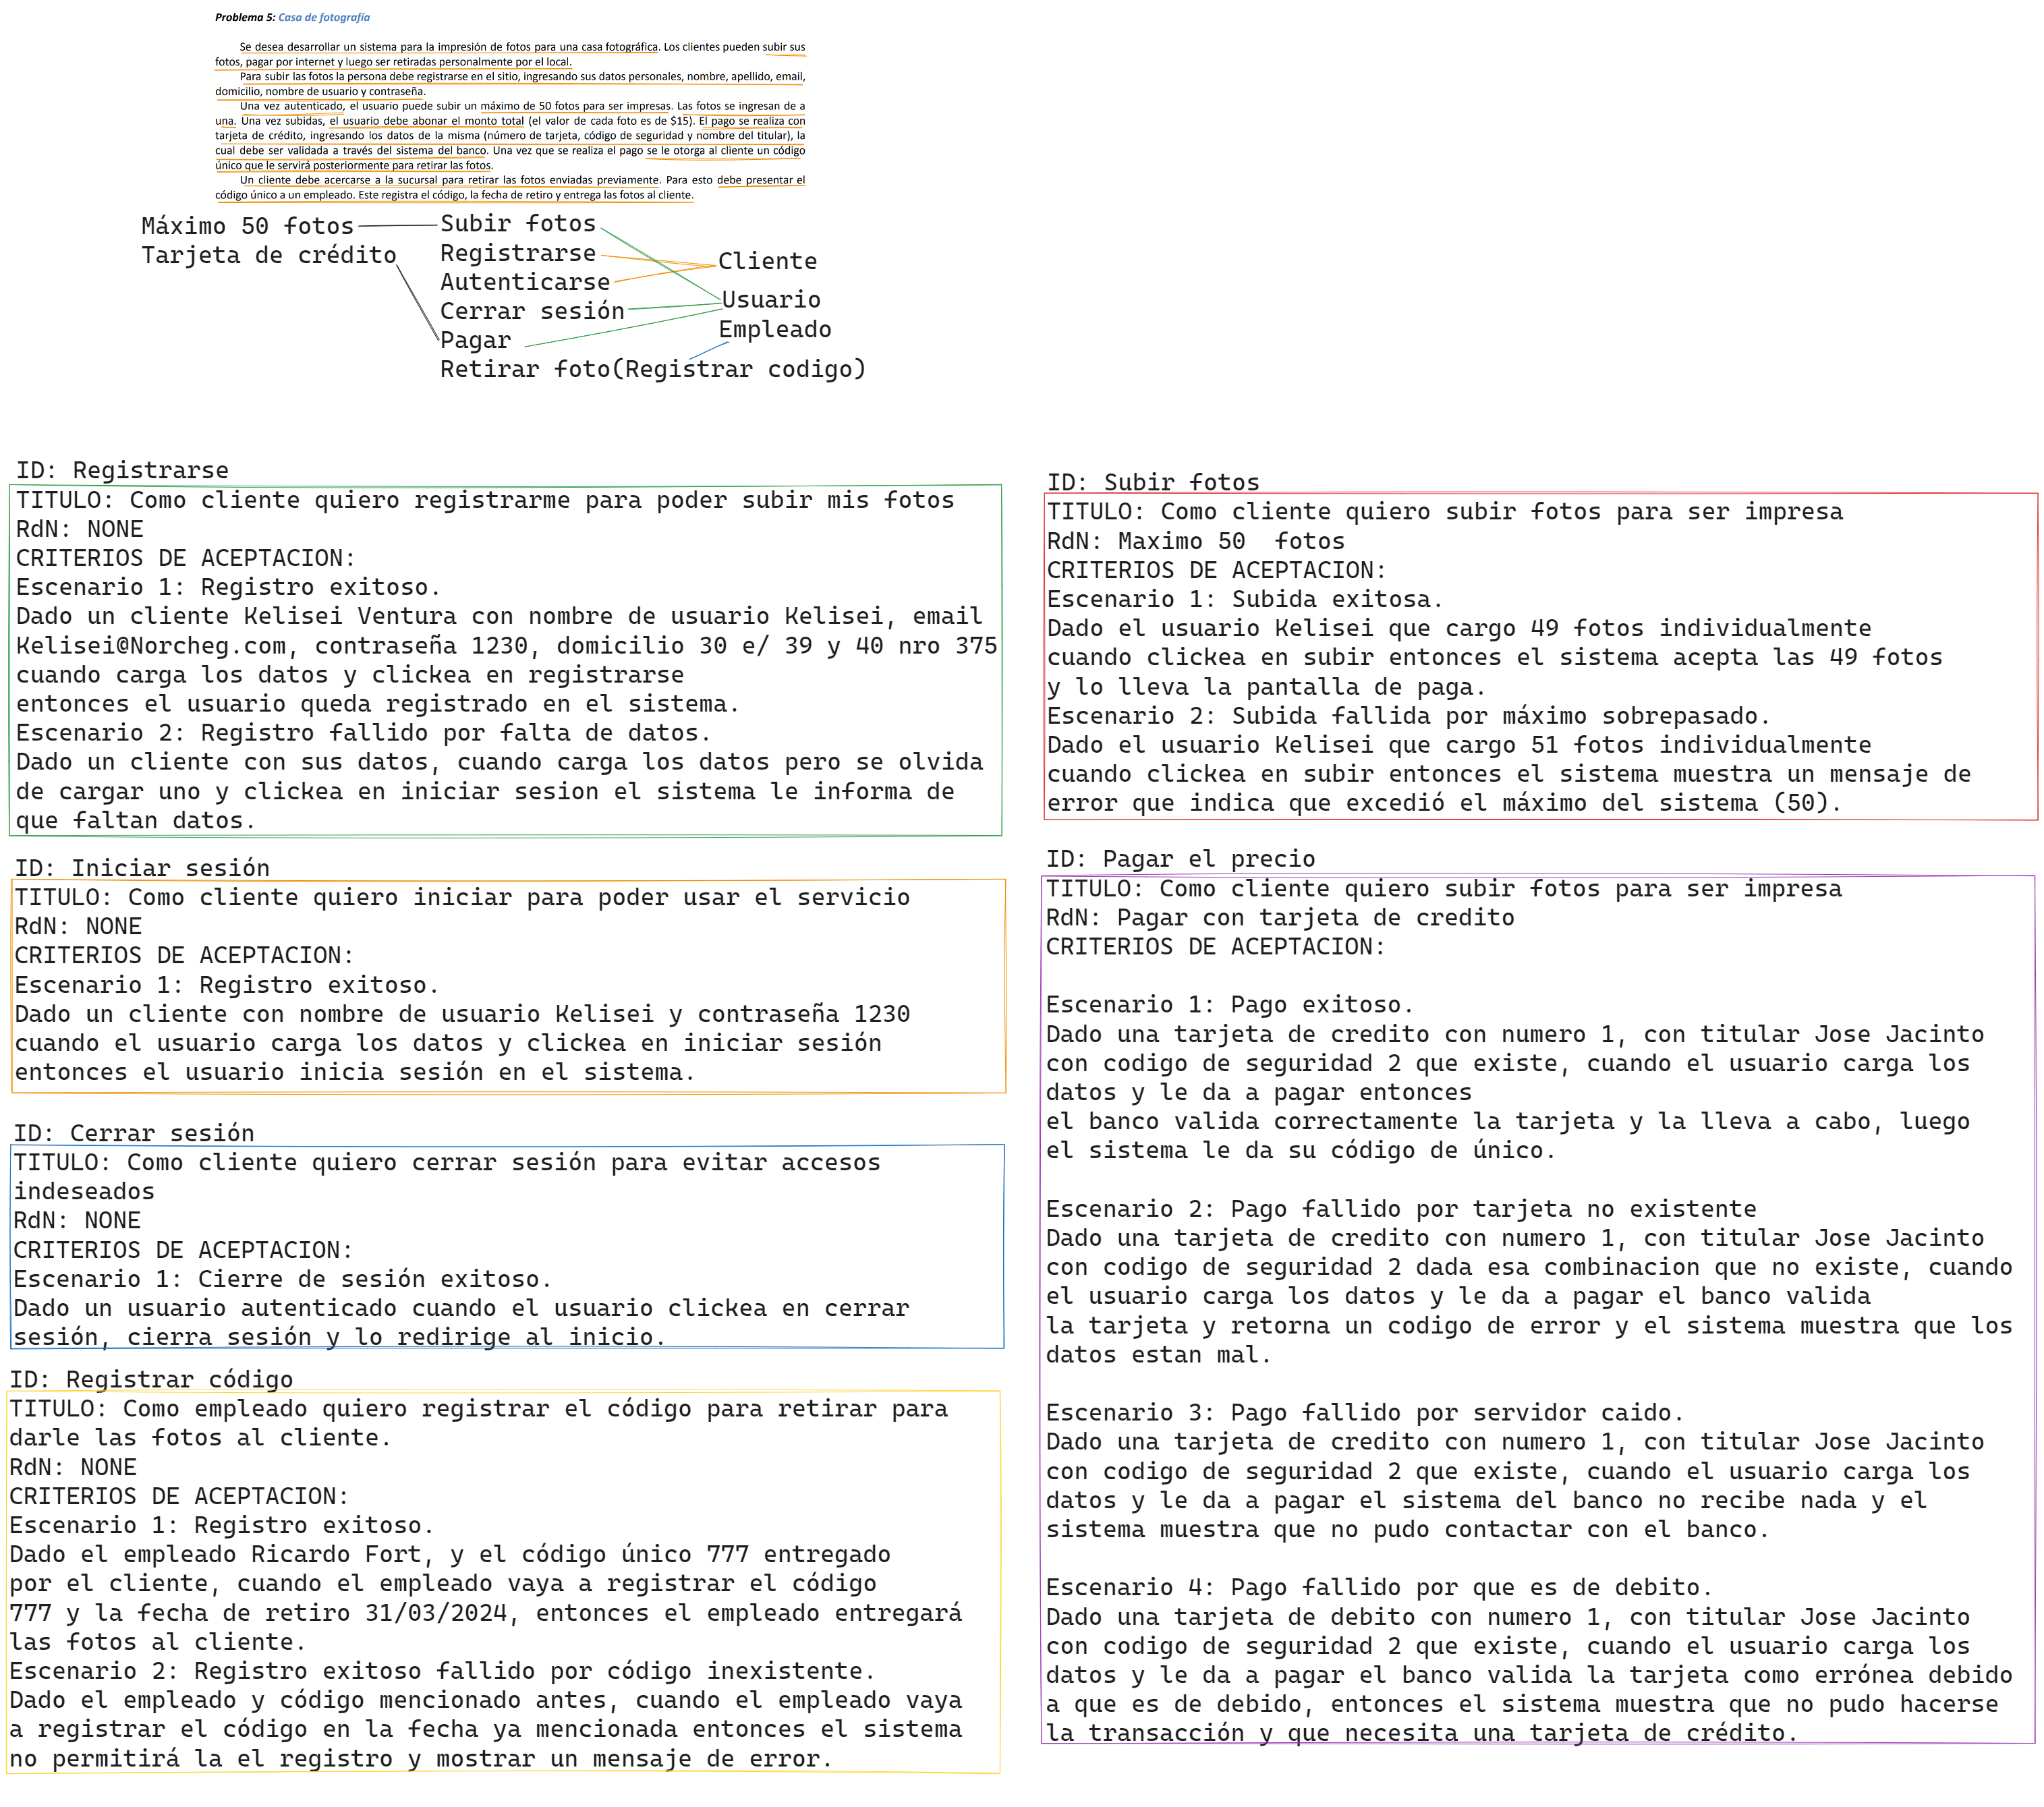 Problema 5: Casa de fotografía
Se desea desarrollar un sistema para la impresión de fotos para una casa fotográfica. Los clientes pueden subir sus
fotos, pagar por internet y luego ser retiradas personalmente por el local.
Para subir las fotos la persona debe registrarse en el sitio, ingresando sus datos personales, nombre, apellido, email,
domicilio, nombre de usuario y contraseña.
Una vez autenticado, el usuario puede subir un máximo de 50 fotos para ser impresas. Las fotos se ingresan de a
una. Una vez subidas, el usuario debe abonar el monto total (el valor de cada foto es de $15). El pago se realiza con
tarjeta de crédito, ingresando los datos de la misma (número de tarjeta, código de seguridad y nombre del titular), la
cual debe ser validada a través del sistema del banco. Una vez que se realiza el pago se le otorga al cliente un código
único que le servirá posteriormente para retirar las fotos.
Un cliente debe acercarse a la sucursal para retirar las fotos enviadas previamente. Para esto debe presentar el
código único a un empleado. Este registra el código, la fecha de retiro y entrega las fotos al cliente.
Máximo 50 fotos
Tarjeta de crédito
Subir fotos
Registrarse
Autenticarse
Cerrar sesión
Pagar
Retirar foto(Registrar codigo)
Cliente
Usuario
Empleado
ID: Registrarse
TITULO: Como cliente quiero registrarme para poder subir mis fotos
RdN: NONE
CRITERIOS DE ACEPTACION:
Escenario 1: Registro exitoso.
Dado un cliente Kelisei Ventura con nombre de usuario Kelisei, email
Kelisei@Norcheg.com, contraseña 1230, domicilio 30 e/ 39 y 40 nro 375
cuando carga los datos y clickea en registrarse
entonces el usuario queda registrado en el sistema.
Escenario 2: Registro fallido por falta de datos.
Dado un cliente con sus datos, cuando carga los datos pero se olvida
de cargar uno y clickea en iniciar sesion el sistema le informa de
que faltan datos.
ID: Iniciar sesión
TITULO: Como cliente quiero iniciar para poder usar el servicio
RdN: NONE
CRITERIOS DE ACEPTACION:
Escenario 1: Registro exitoso.
Dado un cliente con nombre de usuario Kelisei y contraseña 1230
cuando el usuario carga los datos y clickea en iniciar sesión
entonces el usuario inicia sesión en el sistema.
ID: Cerrar sesión
TITULO: Como cliente quiero cerrar sesión para evitar accesos
indeseados
RdN: NONE
CRITERIOS DE ACEPTACION:
Escenario 1: Cierre de sesión exitoso.
Dado un usuario autenticado cuando el usuario clickea en cerrar
sesión, cierra sesión y lo redirige al inicio.
ID: Registrar código
TITULO: Como empleado quiero registrar el código para retirar para
darle las fotos al cliente.
RdN: NONE
CRITERIOS DE ACEPTACION:
Escenario 1: Registro exitoso.
Dado el empleado Ricardo Fort, y el código único 777 entregado
por el cliente, cuando el empleado vaya a registrar el código
777 y la fecha de retiro 31/03/2024, entonces el empleado entregará
las fotos al cliente.
Escenario 2: Registro exitoso fallido por código inexistente.
Dado el empleado y código mencionado antes, cuando el empleado vaya
a registrar el código en la fecha ya mencionada entonces el sistema
no permitirá la el registro y mostrar un mensaje de error.
ID: Subir fotos
TITULO: Como cliente quiero subir fotos para ser impresa
RdN: Maximo 50  fotos
CRITERIOS DE ACEPTACION:
Escenario 1: Subida exitosa.
Dado el usuario Kelisei que cargo 49 fotos individualmente
cuando clickea en subir entonces el sistema acepta las 49 fotos
y lo lleva la pantalla de paga.
Escenario 2: Subida fallida por máximo sobrepasado.
Dado el usuario Kelisei que cargo 51 fotos individualmente
cuando clickea en subir entonces el sistema muestra un mensaje de
error que indica que excedió el máximo del sistema (50).
ID: Pagar el precio
TITULO: Como cliente quiero subir fotos para ser impresa
RdN: Pagar con tarjeta de credito
CRITERIOS DE ACEPTACION:
Escenario 1: Pago exitoso.
Dado una tarjeta de credito con numero 1, con titular Jose Jacinto
con codigo de seguridad 2 que existe, cuando el usuario carga los
datos y le da a pagar entonces
el banco valida correctamente la tarjeta y la lleva a cabo, luego
el sistema le da su código de único.
Escenario 2: Pago fallido por tarjeta no existente
Dado una tarjeta de credito con numero 1, con titular Jose Jacinto
con codigo de seguridad 2 dada esa combinacion que no existe, cuando
el usuario carga los datos y le da a pagar el banco valida
la tarjeta y retorna un codigo de error y el sistema muestra que los
datos estan mal.
Escenario 3: Pago fallido por servidor caido.
Dado una tarjeta de credito con numero 1, con titular Jose Jacinto
con codigo de seguridad 2 que existe, cuando el usuario carga los
datos y le da a pagar el sistema del banco no recibe nada y el
sistema muestra que no pudo contactar con el banco.
Escenario 4: Pago fallido por que es de debito.
Dado una tarjeta de debito con numero 1, con titular Jose Jacinto
con codigo de seguridad 2 que existe, cuando el usuario carga los
datos y le da a pagar el banco valida la tarjeta como errónea debido
a que es de debido, entonces el sistema muestra que no pudo hacerse
la transacción y que necesita una tarjeta de crédito.